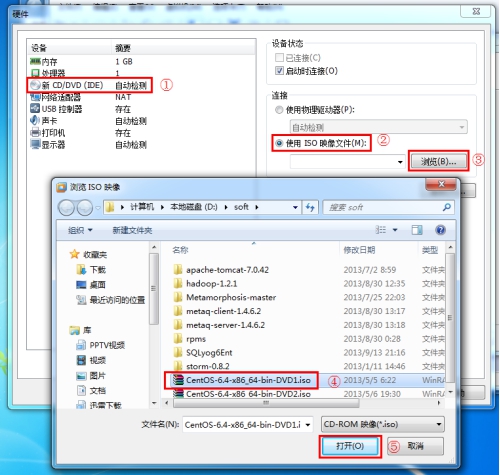 硬件
设备 摘要
内存 1 GB
处理器 1
新 CD/DVD (IDE) 自动检测 ①
网络适配器 NAT
USB 控制器 存在
声卡 自动检测
打印机 存在
显示器 自动检测
设备状态
已连接(C)
启动时连接(O)
连接
使用物理驱动器(P):
自动检测
使用 ISO 映像文件(M): ②
浏览(B)... ③
浏览 ISO 映像
计算机 本地磁盘 (D:) soft 搜索 soft
组织 新建文件夹
收藏夹
下载
桌面
最近访问的位置
库
PPTV视频
视频
图片
文档
迅雷下载
名称 修改日期 类型
apache-tomcat-7.0.42 2013/7/2 8:59 文件夹
hadoop-1.2.1 2013/8/30 12:35 文件夹
Metamorphosis-master 2013/7/25 22:03 文件夹
metaq-client-1.4.6.2 2013/8/30 13:17 文件夹
metaq-server-1.4.6.2 2013/8/30 13:18 文件夹
rpms 2013/8/30 0:28 文件夹
SQLyog6Ent 2013/9/13 21:16 文件夹
storm-0.8.2 2013/1/11 14:46 文件夹
CentOS-6.4-x86_64-bin-DVD1.iso ④ 2013/5/5 6:22 WinRA
CentOS-6.4-x86_64-bin-DVD2.iso 2013/5/6 19:30 WinRA
文件名(N): CentOS-6.4-x86_64-bin-DVD1.i CD-ROM 映像(*.iso)
打开(O) ⑤ 取消